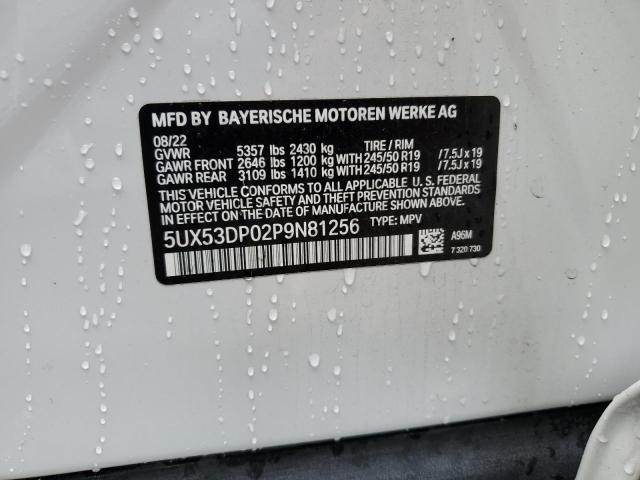 MFD BY BAYERISCHE MOTOREN WERKE AG
08/22
GVWR 5357 lbs 2430 kg TIRE / RIM
GAWR FRONT 2646 lbs 1200 kg WITH 245/50 R19 /7.5J x 19
GAWR REAR 3109 lbs 1410 kg WITH 245/50 R19 /7.5J x 19
THIS VEHICLE CONFORMS TO ALL APPLICABLE U. S. FEDERAL
MOTOR VEHICLE SAFETY AND THEFT PREVENTION STANDARDS
IN EFFECT ON THE DATE OF MANUFACTURE SHOWN ABOVE.
5UX53DP02P9N81256 TYPE: MPV
A96M
7 320 730